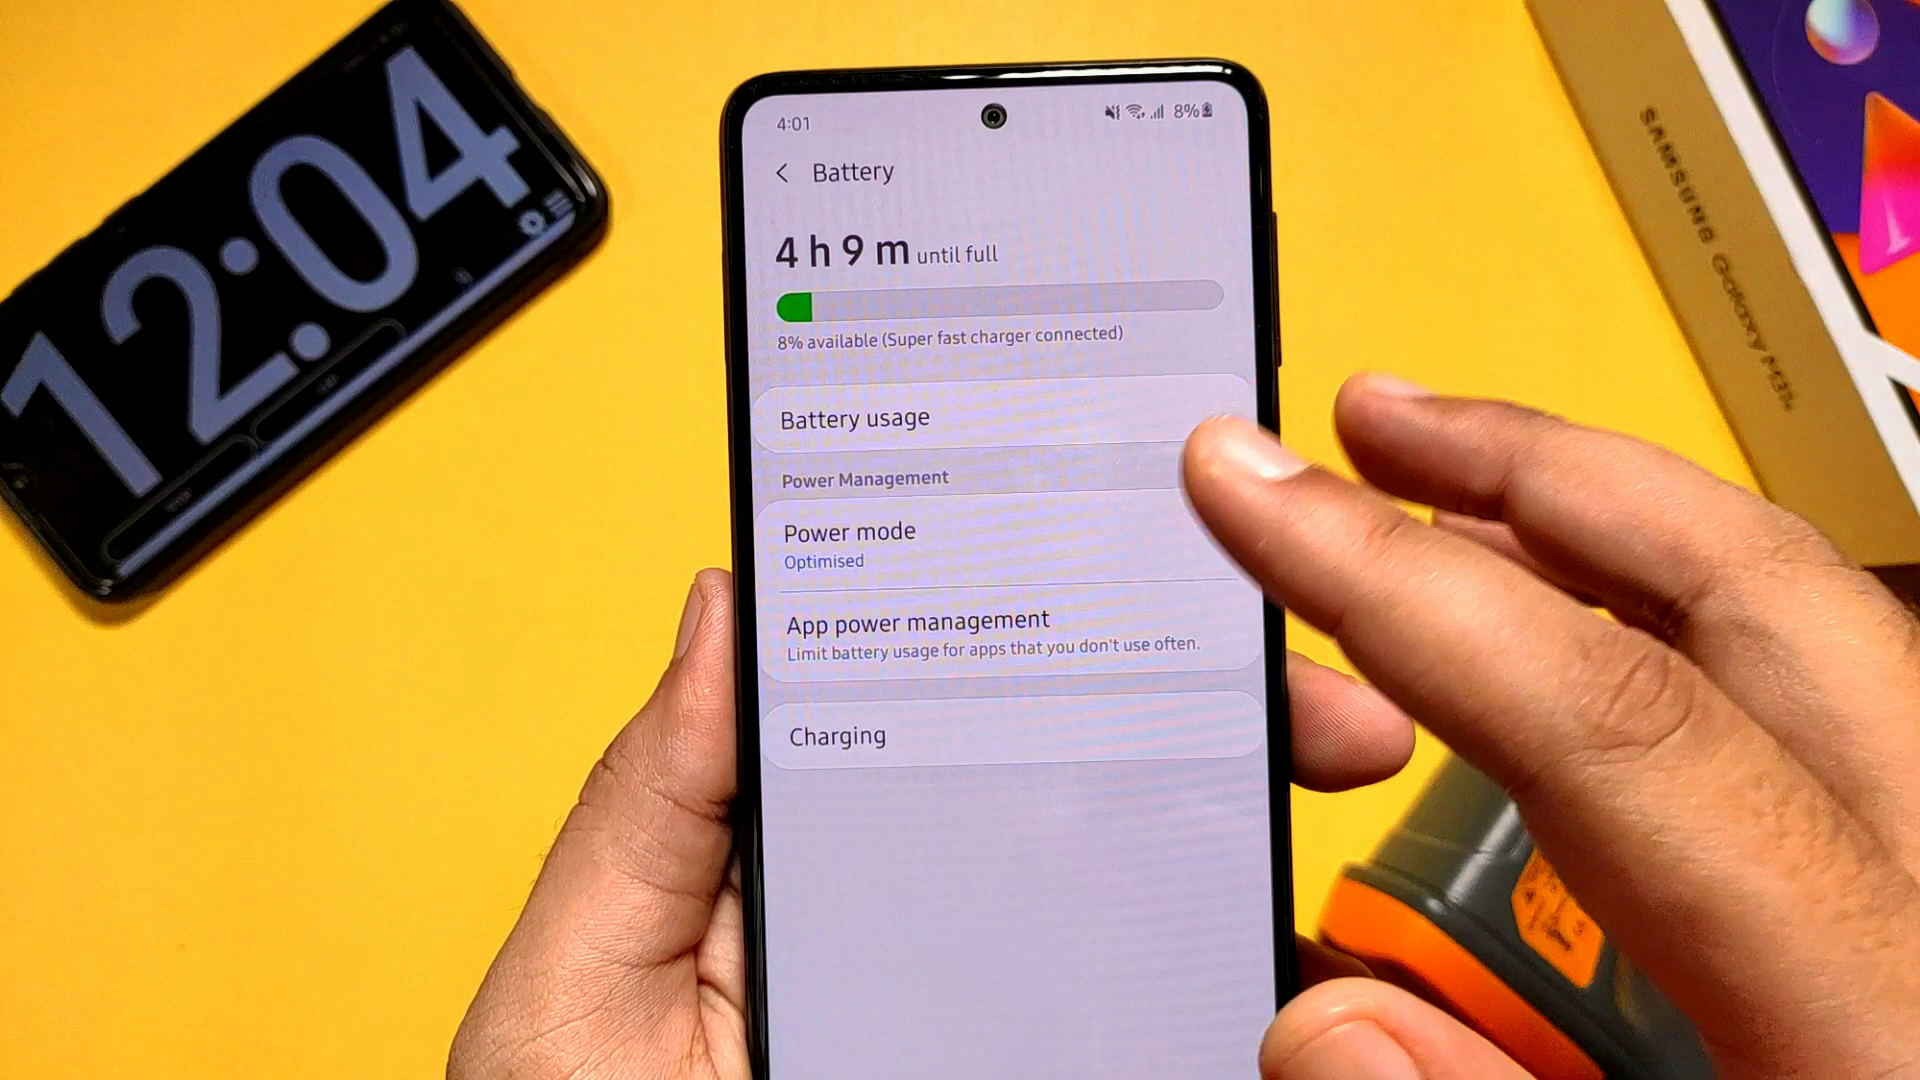 12:04
4:01
8%
Battery
4 h 9 m until full
8% available (Super fast charger connected)
Battery usage
Power Management
Power mode
Optimised
App power management
Limit battery usage for apps that you don't use often.
Charging
SAMSUNG Galaxy M31s